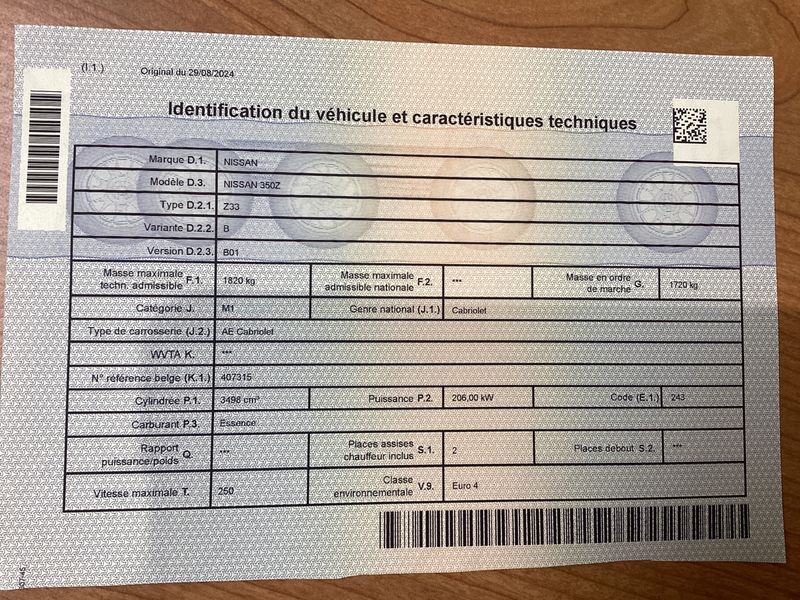 (I.1.) Original du 29/08/2024
Identification du véhicule et caractéristiques techniques
Marque D.1. NISSAN
Modèle D.3. NISSAN 350Z
Type D.2.1. Z33
Variante D.2.2. B
Version D.2.3. B01
Masse maximale techn. admissible F.1. 1820 kg Masse maximale admissible nationale F.2. *** Masse en ordre de marche G. 1720 kg
Catégorie J. M1 Genre national (J.1.) Cabriolet
Type de carrosserie (J.2.) AE Cabriolet
WVTA K. ***
N° référence belge (K.1.) 407315
Cylindrée P.1. 3498 cm³ Puissance P.2. 206,00 kW Code (E.1.) 243
Carburant P.3. Essence
Rapport puissance/poids Q. *** Places assises chauffeur inclus S.1. 2 Places debout S.2. ***
Vitesse maximale T. 250 Classe environnementale V.9. Euro 4